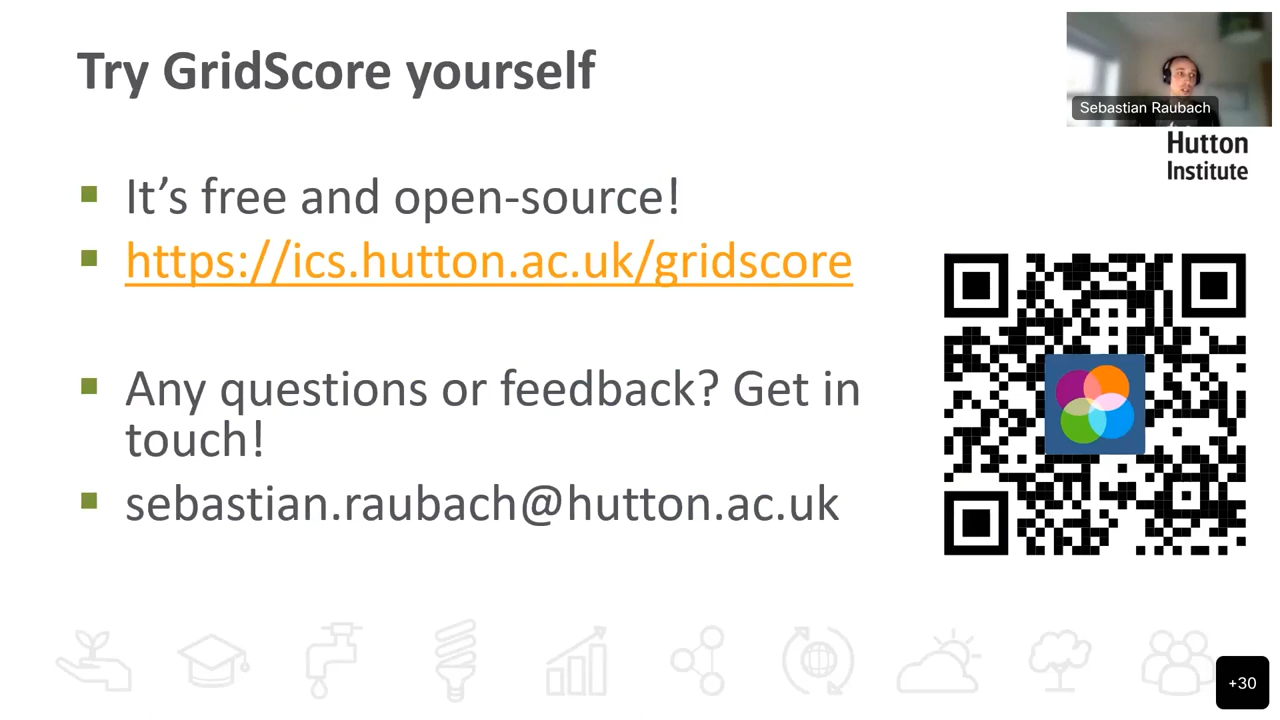 Try GridScore yourself
Sebastian Raubach
Hutton
Institute
It's free and open-source!
https://ics.hutton.ac.uk/gridscore
Any questions or feedback? Get in
touch!
sebastian.raubach@hutton.ac.uk
+30